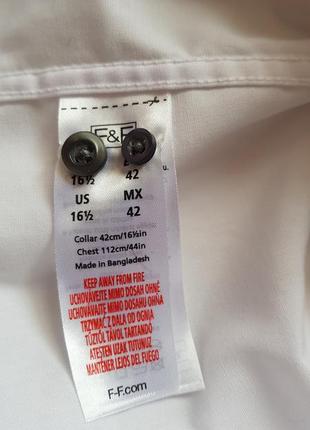 F&F
16½ 42
US MX
16½ 42
Collar 42cm/16½in
Chest 112cm/44in
Made in Bangladesh
KEEP AWAY FROM FIRE
UCHOVÁVEJTE MIMO DOSAH OHNĚ
UCHOVÁVAJTE MIMO DOSAHU OHŇA
TRZYMAĆ Z DALA OD OGNIA
TŰZTŐL TÁVOL TARTANDÓ
ATEŞTEN UZAK TUTUNUZ
MANTENER LEJOS DEL FUEGO
F-F.com